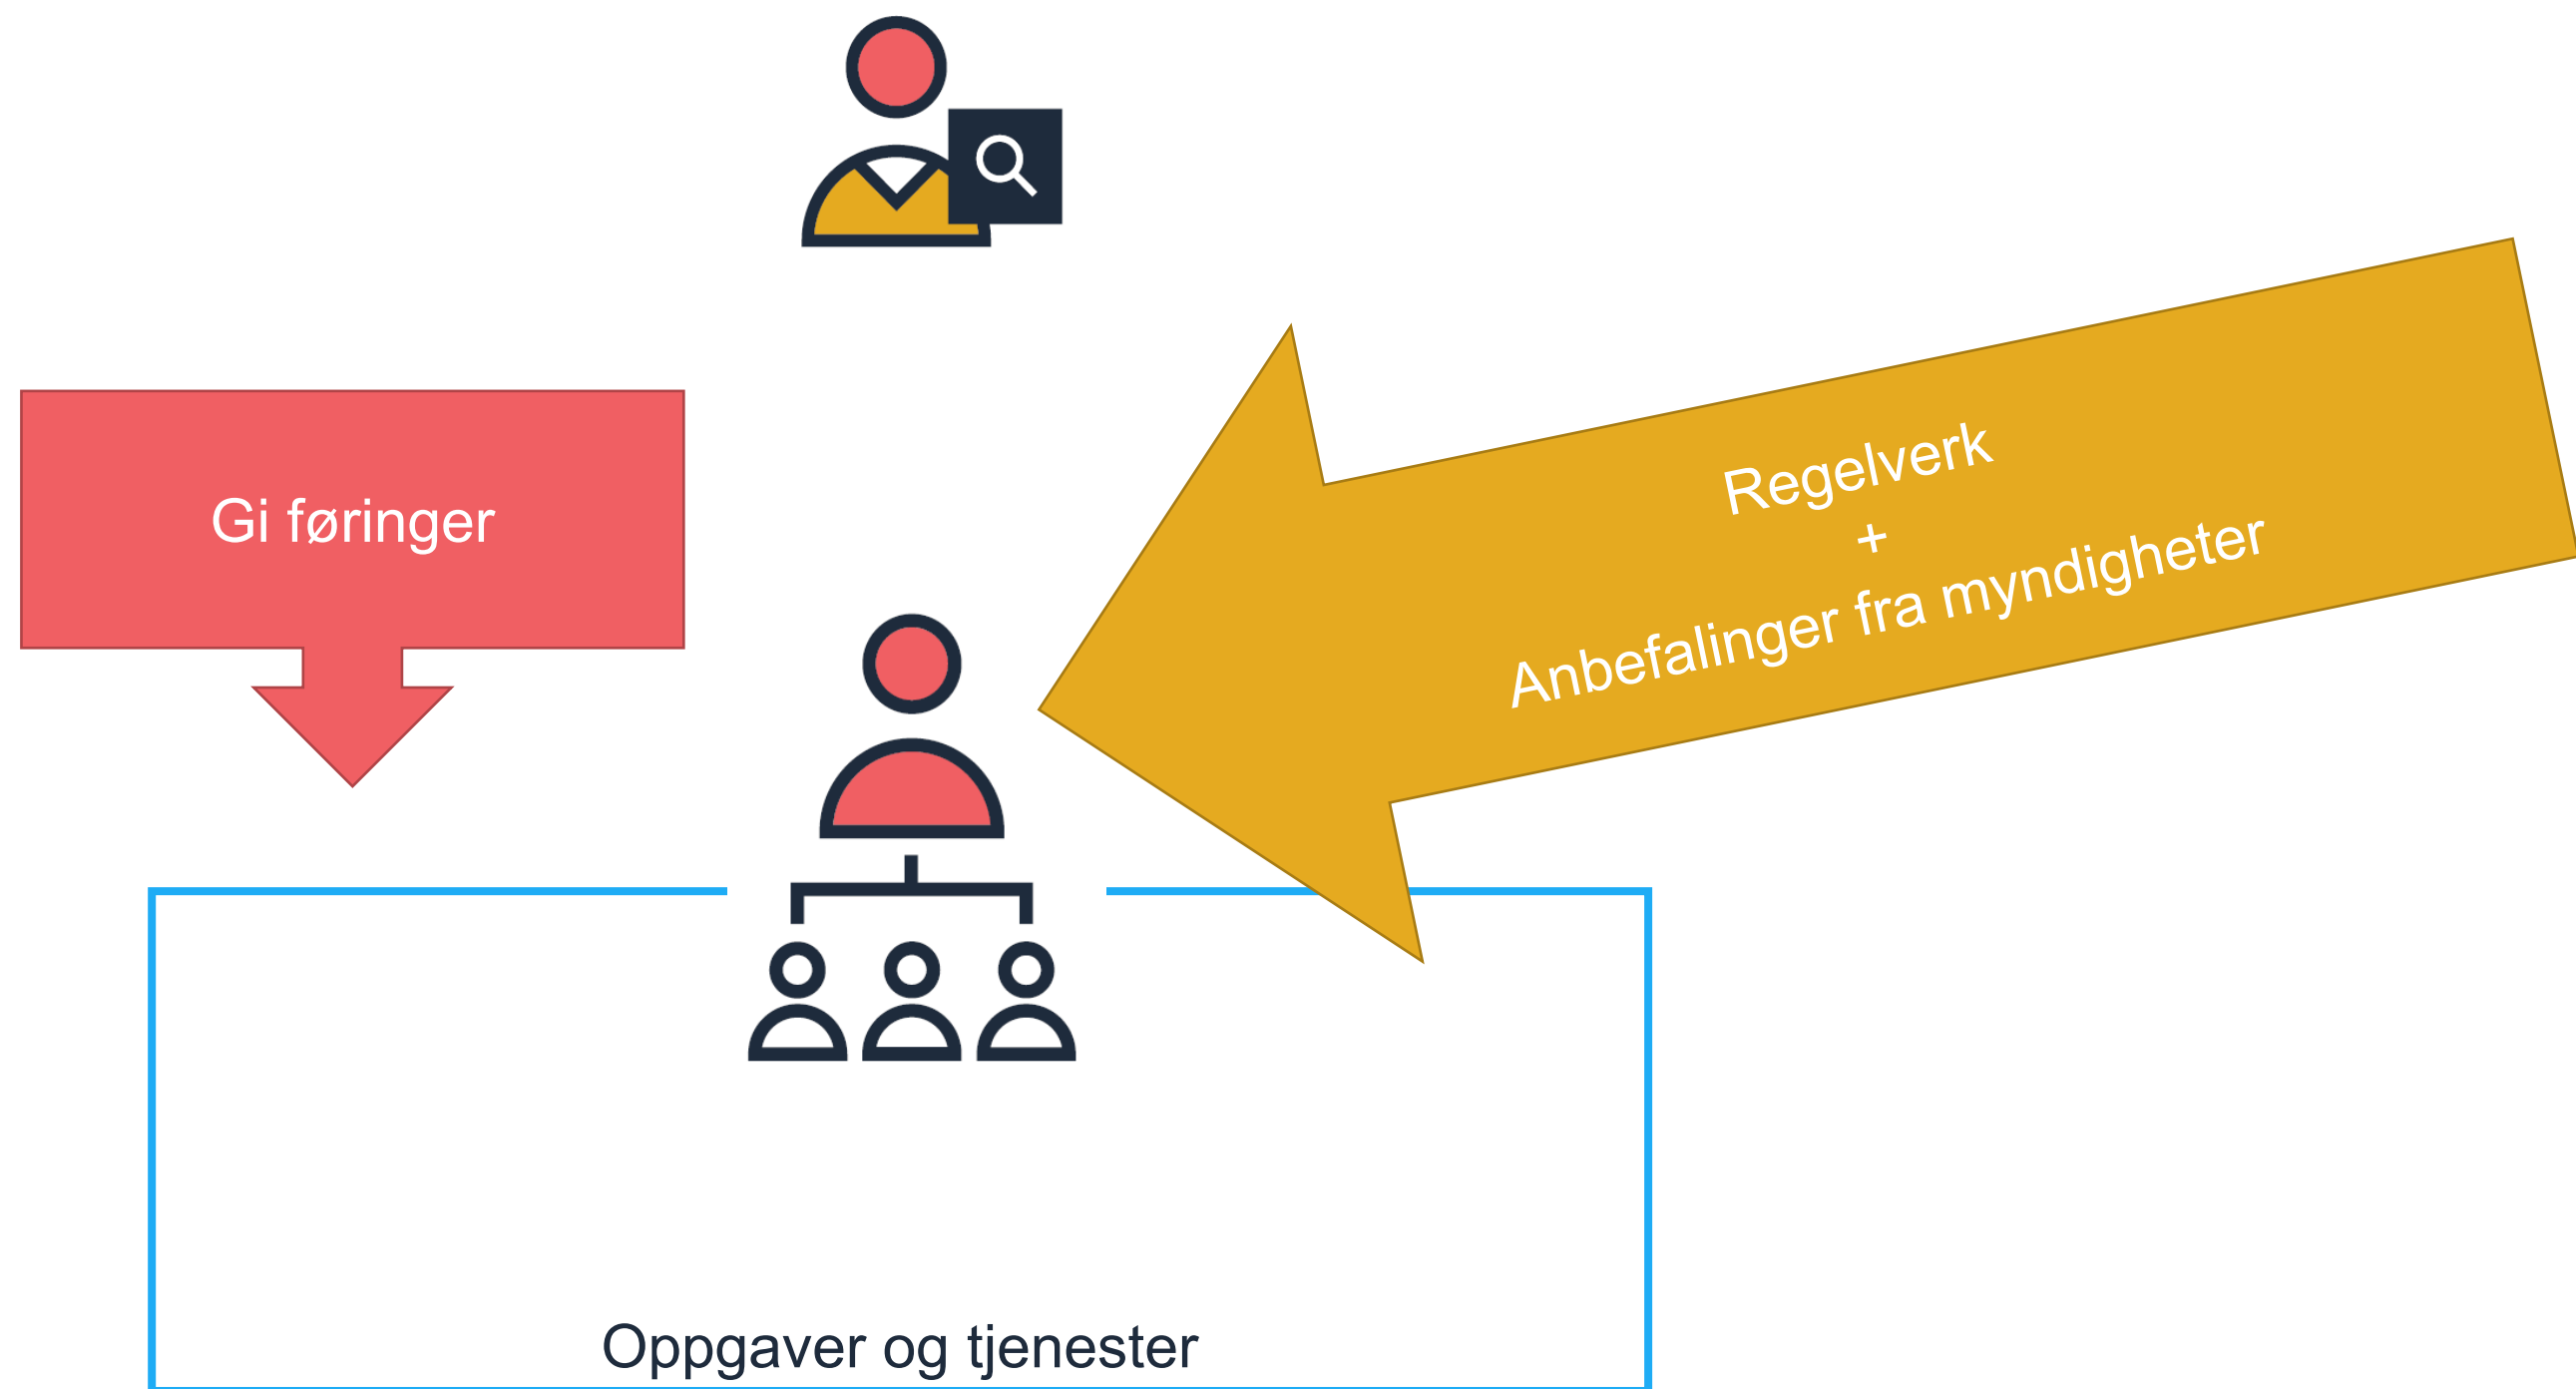 Gi føringer
Regelverk
+
Anbefalinger fra myndigheter
Oppgaver og tjenester